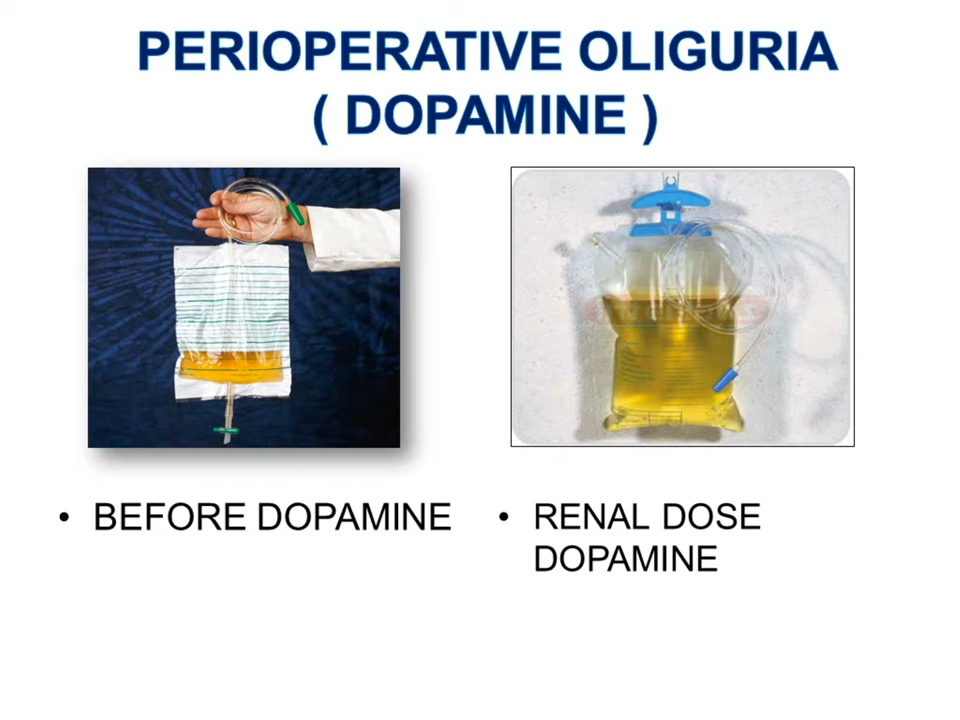 PERIOPERATIVE OLIGURIA
( DOPAMINE )
• BEFORE DOPAMINE
• RENAL DOSE
DOPAMINE